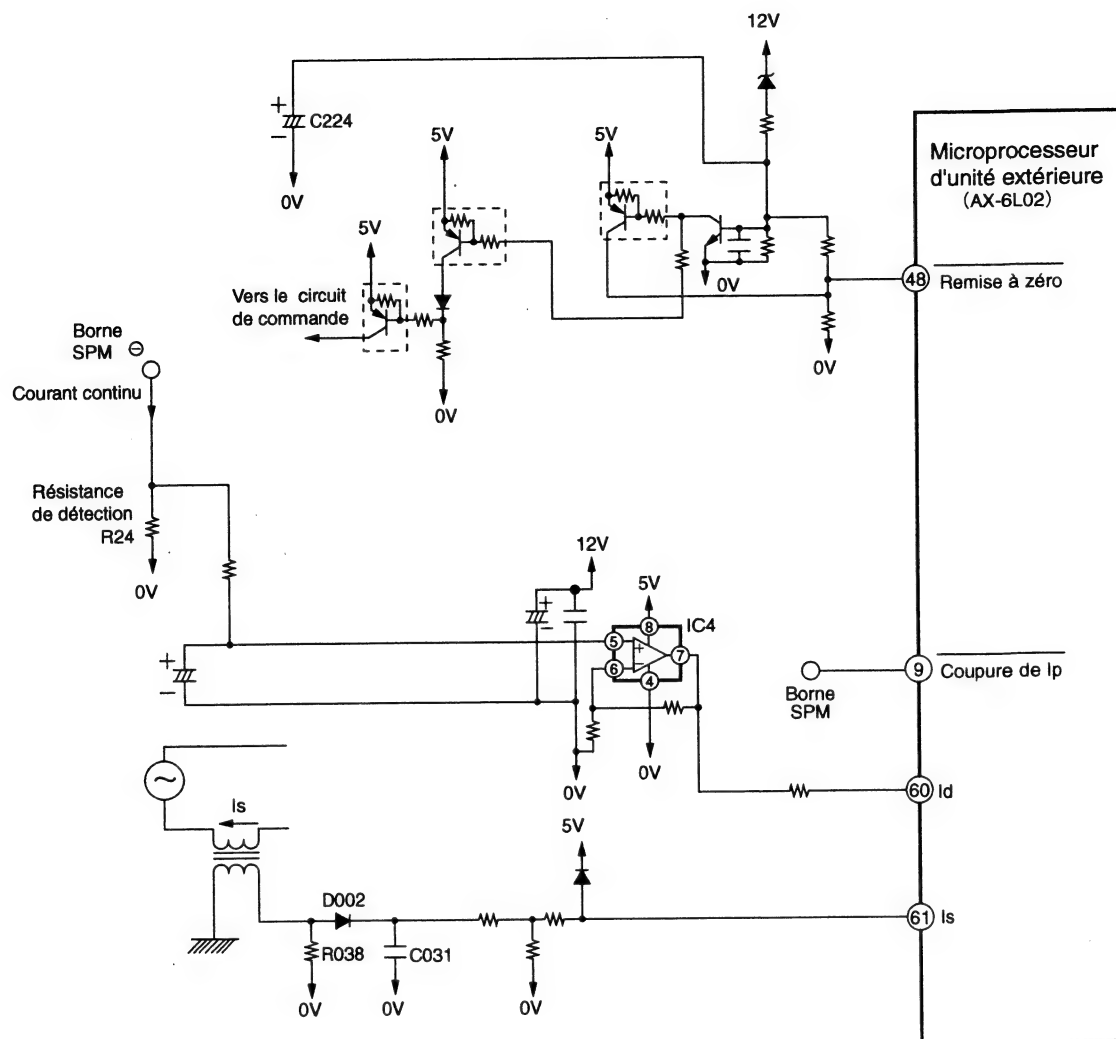 12V
+
C224
−
0V
5V
5V
Microprocesseur
d'unité extérieure
(AX-6L02)
5V
0V
48 Remise à zéro
Vers le circuit
de commande
0V
0V
Borne
SPM ⊖
Courant continu
Résistance
de détection
R24
0V
12V
+
−
5V
8
IC4
5
+
7
6
−
4
+
−
0V
0V
Borne
SPM
9 Coupure de Ip
60 Id
~
Is
5V
D002
R038
C031
0V
0V
0V
61 Is